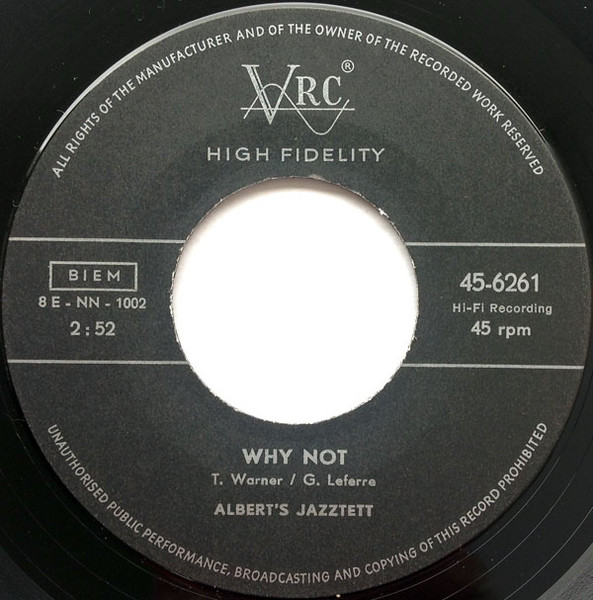 ALL RIGHTS OF THE MANUFACTURER AND OF THE OWNER OF THE RECORDED WORK RESERVED
VRC®
HIGH FIDELITY
BIEM
8 E - NN - 1002
2 : 52
45-6261
Hi-Fi Recording
45 rpm
WHY NOT
T. Warner / G. Leferre
ALBERT'S JAZZTETT
UNAUTHORISED PUBLIC PERFORMANCE, BROADCASTING AND COPYING OF THIS RECORD PROHIBITED